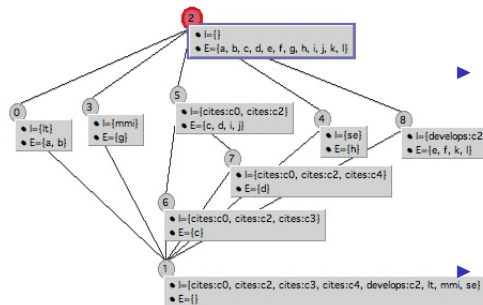 2
I={}
E={a, b, c, d, e, f, g, h, i, j, k, l}
0
I={lt}
E={a, b}
3
I={mmi}
E={g}
5
I={cites:c0, cites:c2}
E={c, d, i, j}
4
I={se}
E={h}
8
I={develops:c2
E={e, f, k, l}
7
I={cites:c0, cites:c2, cites:c4}
E={d}
6
I={cites:c0, cites:c2, cites:c3}
E={c}
1
I={cites:c0, cites:c2, cites:c3, cites:c4, develops:c2, lt, mmi, se}
E={}